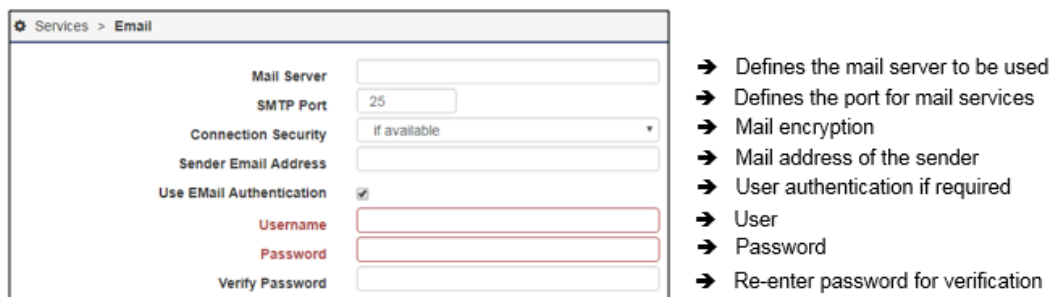 Services > Email
Mail Server ➔ Defines the mail server to be used
SMTP Port 25 ➔ Defines the port for mail services
Connection Security if available ➔ Mail encryption
Sender Email Address ➔ Mail address of the sender
Use EMail Authentication ➔ User authentication if required
Username ➔ User
Password ➔ Password
Verify Password ➔ Re-enter password for verification